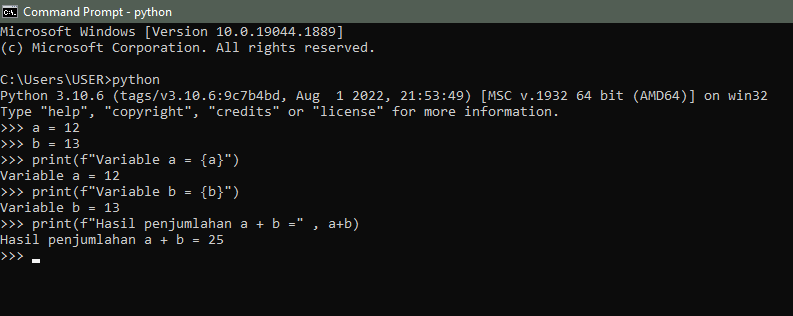 Command Prompt - python
Microsoft Windows [Version 10.0.19044.1889]
(c) Microsoft Corporation. All rights reserved.
C:\Users\USER>python
Python 3.10.6 (tags/v3.10.6:9c7b4bd, Aug  1 2022, 21:53:49) [MSC v.1932 64 bit (AMD64)] on win32
Type "help", "copyright", "credits" or "license" for more information.
>>> a = 12
>>> b = 13
>>> print(f"Variable a = {a}")
Variable a = 12
>>> print(f"Variable b = {b}")
Variable b = 13
>>> print(f"Hasil penjumlahan a + b =" , a+b)
Hasil penjumlahan a + b = 25
>>>